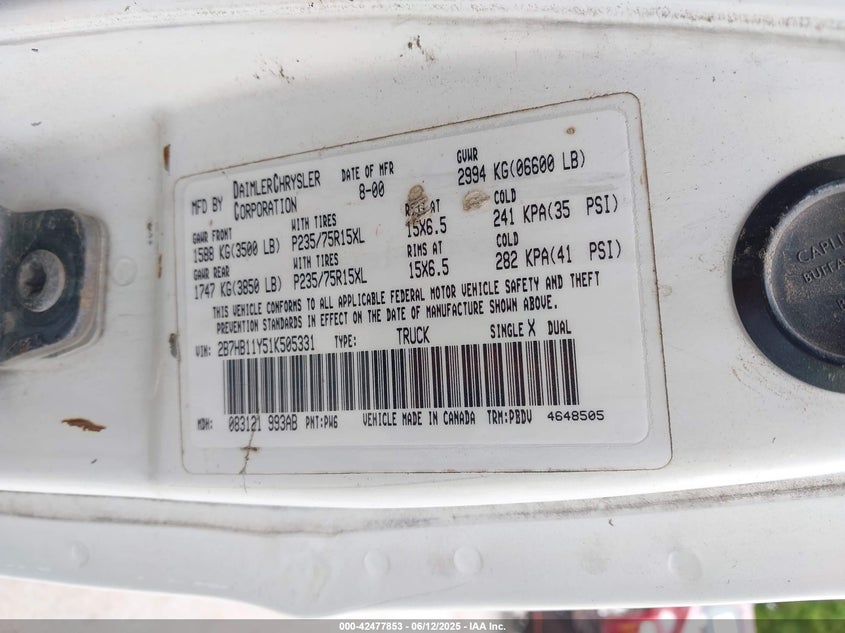 MFD BY DAIMLERCHRYSLER CORPORATION DATE OF MFR 8-00 GVWR 2994 KG(06600 LB)
GAWR FRONT WITH TIRES RIMS AT COLD
1588 KG(3500 LB) P235/75R15XL 15X6.5 241 KPA(35 PSI)
GAWR REAR WITH TIRES RIMS AT COLD
1747 KG(3850 LB) P235/75R15XL 15X6.5 282 KPA(41 PSI)
THIS VEHICLE CONFORMS TO ALL APPLICABLE FEDERAL MOTOR VEHICLE SAFETY AND THEFT
PREVENTION STANDARDS IN EFFECT ON THE DATE OF MANUFACTURE SHOWN ABOVE.
VIN: 2B7HB11Y51K505331 TYPE: TRUCK SINGLE X DUAL
MDH: 083121 993AB PNT:PW6 VEHICLE MADE IN CANADA TRM:PBDV 4648505
000-42477853 / 06/12/2025 - IAA Inc.